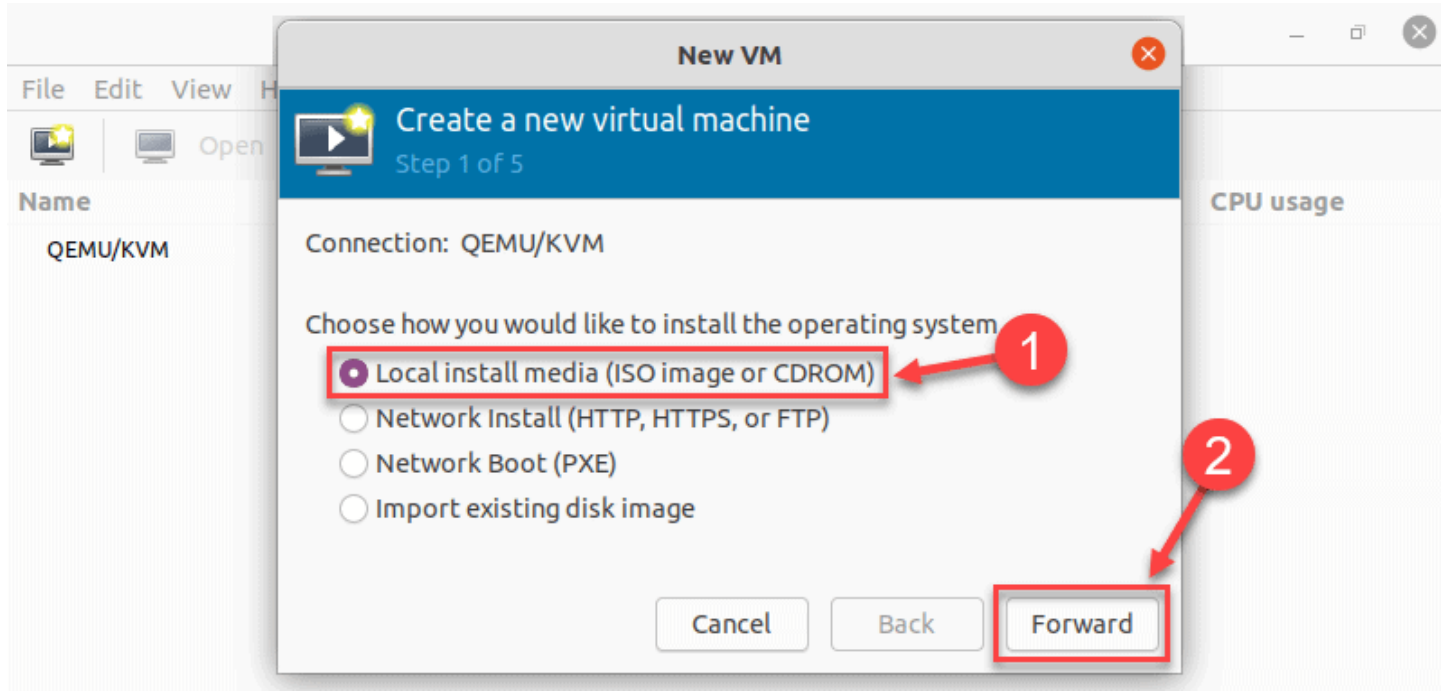 New VM
File Edit View H
Create a new virtual machine
Open
Step 1 of 5
Name
CPU usage
QEMU/KVM
Connection: QEMU/KVM
Choose how you would like to install the operating system
1
Local install media (ISO image or CDROM)
Network Install (HTTP, HTTPS, or FTP)
2
Network Boot (PXE)
Import existing disk image
Cancel Back Forward